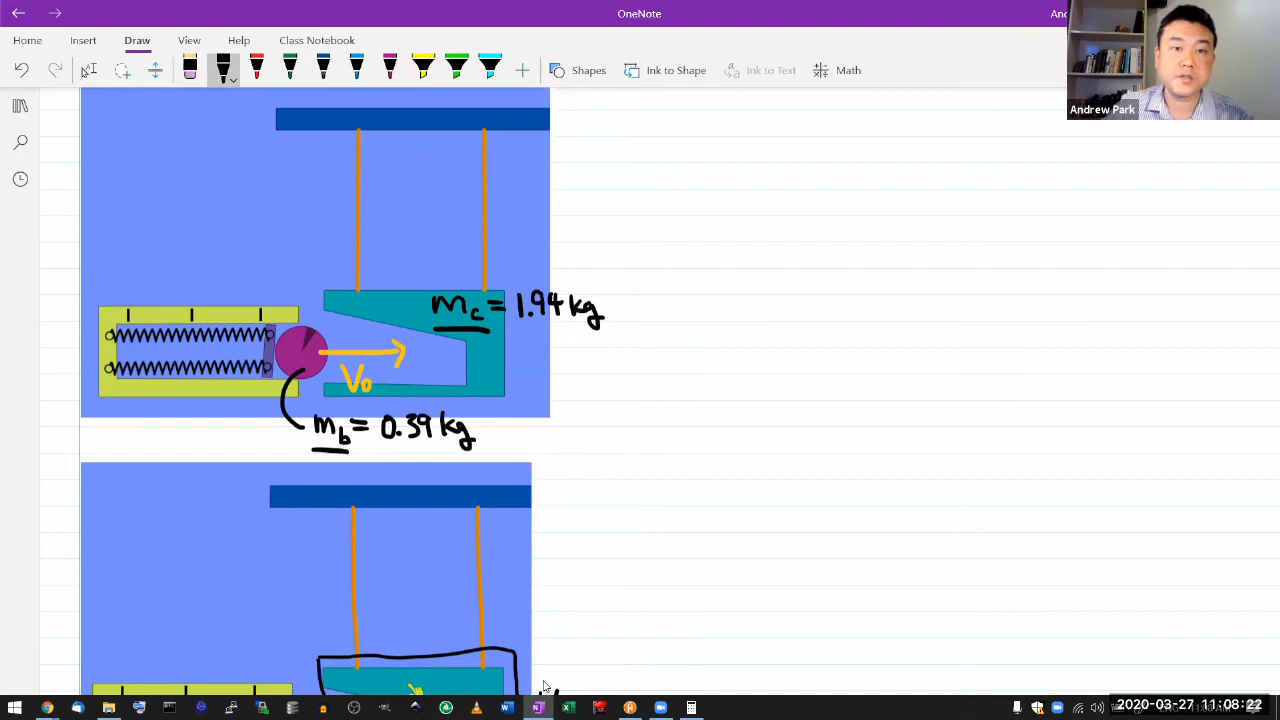 OneNote
An
Home
Insert
Draw
View
Help
Class Notebook
Shapes
Ink to Shape
Ink to Text
Math
Andrew Park
mc = 1.94 kg
V0
mb = 0.39 kg
2020-03-27 11:08:22